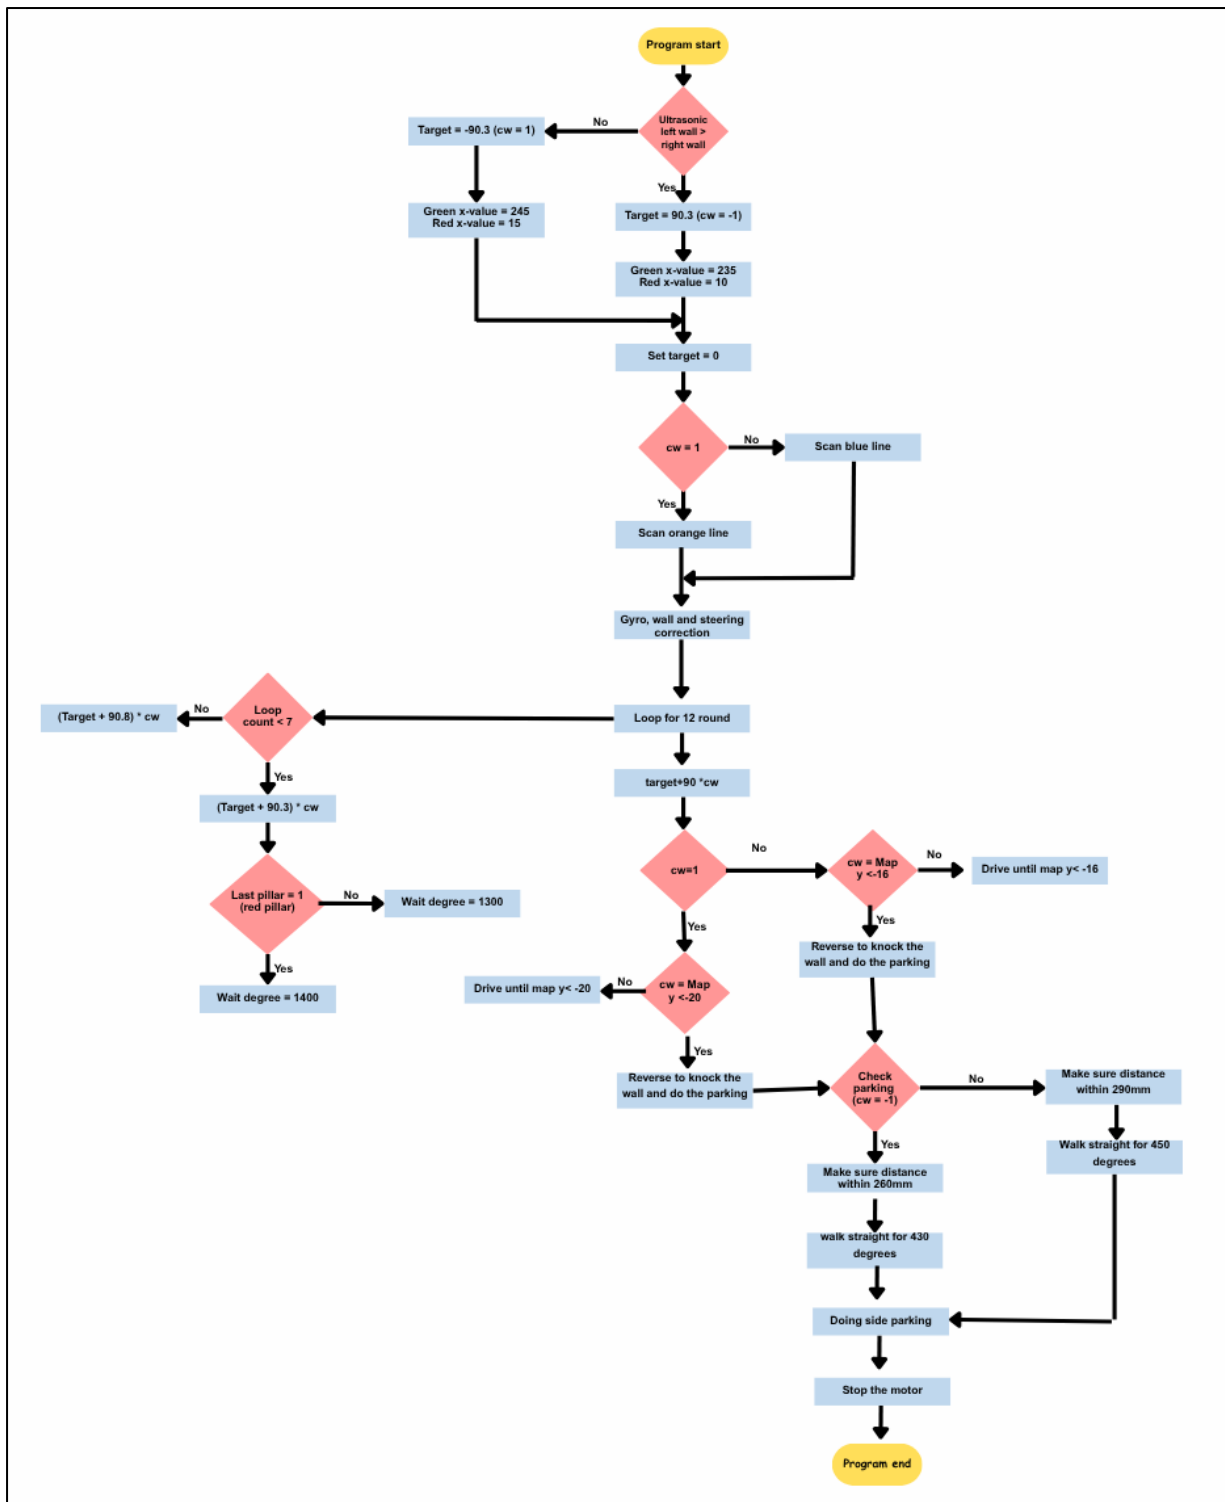 Program start
Ultrasonic
left wall >
right wall
No
Target = -90.3 (cw = 1)
Yes
Green x-value = 245
Red x-value = 15
Target = 90.3 (cw = -1)
Green x-value = 235
Red x-value = 10
Set target = 0
cw = 1
No
Scan blue line
Yes
Scan orange line
Gyro, wall and steering
correction
Loop for 12 round
Loop
count < 7
No
(Target + 90.8) * cw
Yes
(Target + 90.3) * cw
Last pillar = 1
(red pillar)
No
Wait degree = 1300
Yes
Wait degree = 1400
target+90 *cw
cw=1
No
cw = Map
y <-16
No
Drive until map y< -16
Yes
Reverse to knock the
wall and do the parking
Yes
cw = Map
y <-20
No
Drive until map y< -20
Yes
Reverse to knock the
wall and do the parking
Check
parking
(cw = -1)
No
Make sure distance
within 290mm
Walk straight for 450
degrees
Yes
Make sure distance
within 260mm
walk straight for 430
degrees
Doing side parking
Stop the motor
Program end